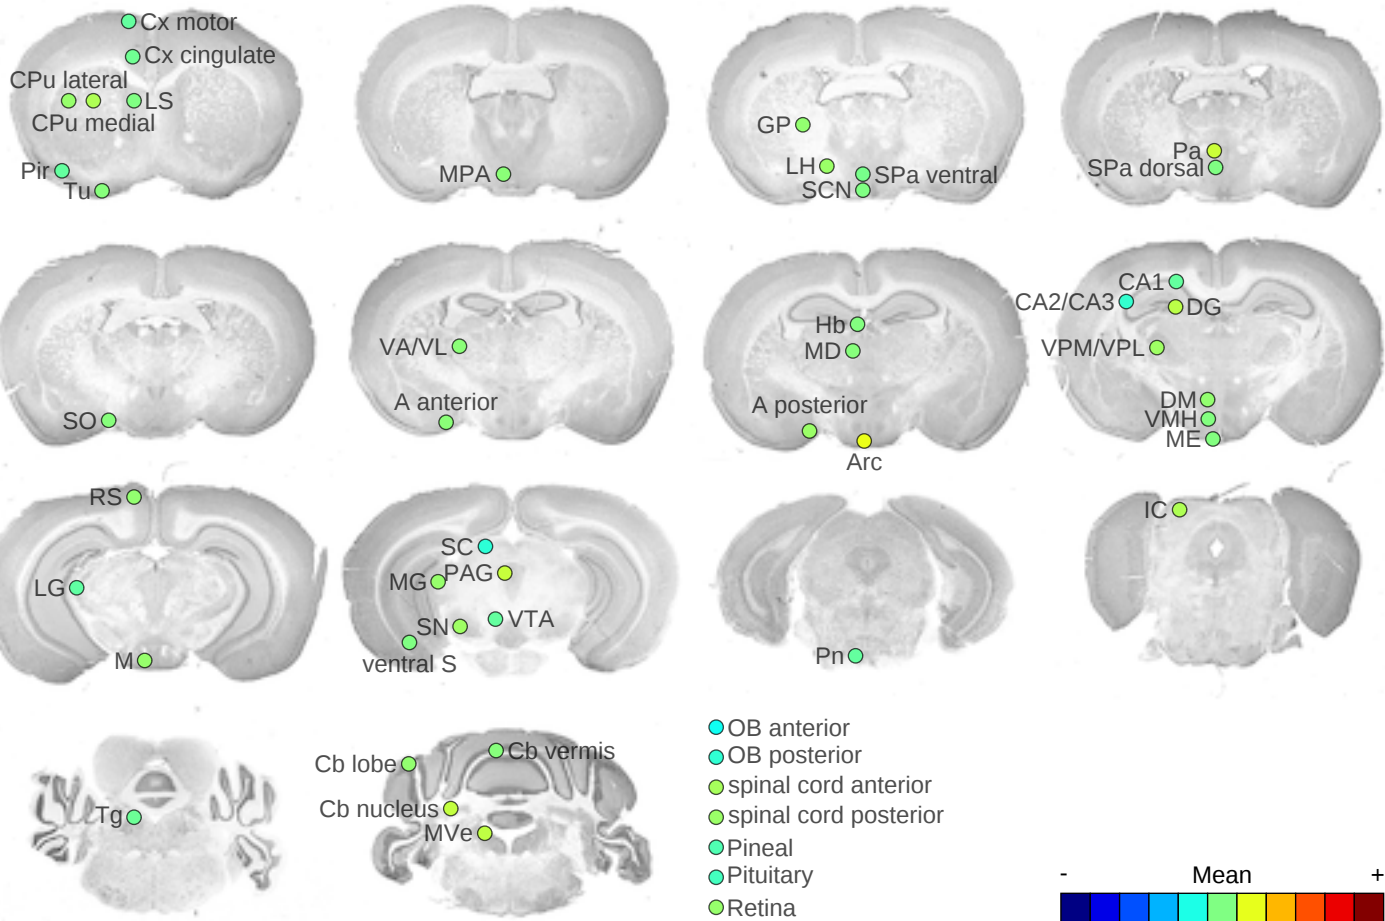 Cx motor
Cx cingulate
CPu lateral
LS
CPu medial
Pir
Tu
MPA
GP
LH
SPa ventral
SCN
Pa
SPa dorsal
SO
VA/VL
A anterior
Hb
MD
A posterior
Arc
CA1
CA2/CA3
DG
VPM/VPL
DM
VMH
ME
RS
LG
M
SC
PAG
MG
VTA
SN
ventral S
Pn
IC
Tg
Cb vermis
Cb lobe
Cb nucleus
MVe
OB anterior
OB posterior
spinal cord anterior
spinal cord posterior
Pineal
Pituitary
Retina
- Mean +